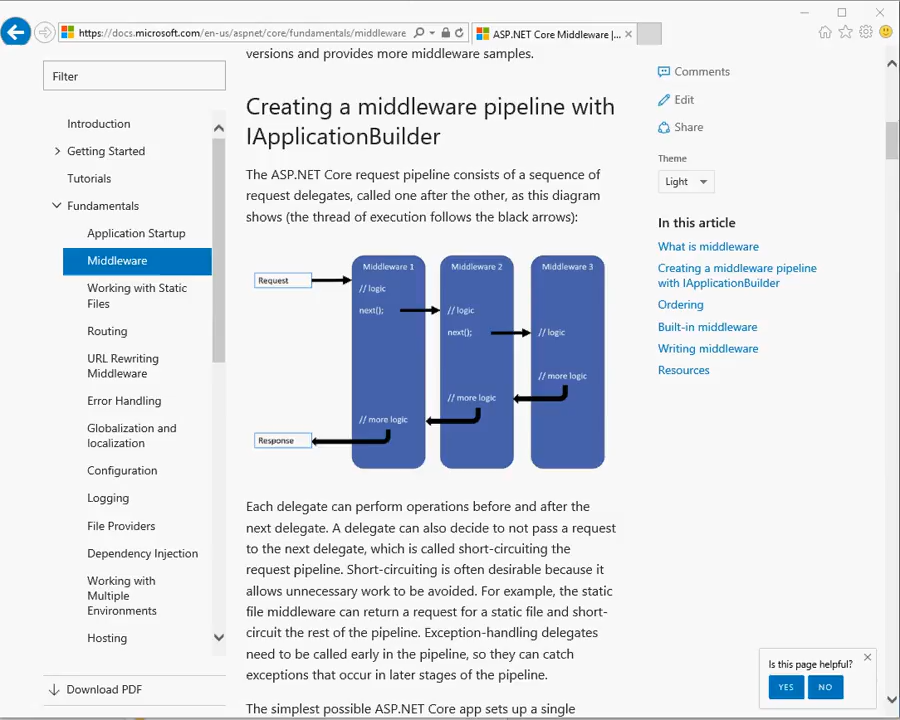 https://docs.microsoft.com/en-us/aspnet/core/fundamentals/middleware
ASP.NET Core Middleware |...
Filter
Introduction
Getting Started
Tutorials
Fundamentals
Application Startup
Middleware
Working with Static
Files
Routing
URL Rewriting
Middleware
Error Handling
Globalization and
localization
Configuration
Logging
File Providers
Dependency Injection
Working with
Multiple
Environments
Hosting
Download PDF
versions and provides more middleware samples.
Creating a middleware pipeline with
IApplicationBuilder
The ASP.NET Core request pipeline consists of a sequence of
request delegates, called one after the other, as this diagram
shows (the thread of execution follows the black arrows):
Middleware 1
Middleware 2
Middleware 3
Request
// logic
next();
// logic
next();
// logic
// more logic
// more logic
// more logic
Response
Each delegate can perform operations before and after the
next delegate. A delegate can also decide to not pass a request
to the next delegate, which is called short-circuiting the
request pipeline. Short-circuiting is often desirable because it
allows unnecessary work to be avoided. For example, the static
file middleware can return a request for a static file and short-
circuit the rest of the pipeline. Exception-handling delegates
need to be called early in the pipeline, so they can catch
exceptions that occur in later stages of the pipeline.
The simplest possible ASP.NET Core app sets up a single
Comments
Edit
Share
Theme
Light
In this article
What is middleware
Creating a middleware pipeline
with IApplicationBuilder
Ordering
Built-in middleware
Writing middleware
Resources
Is this page helpful?
YES
NO